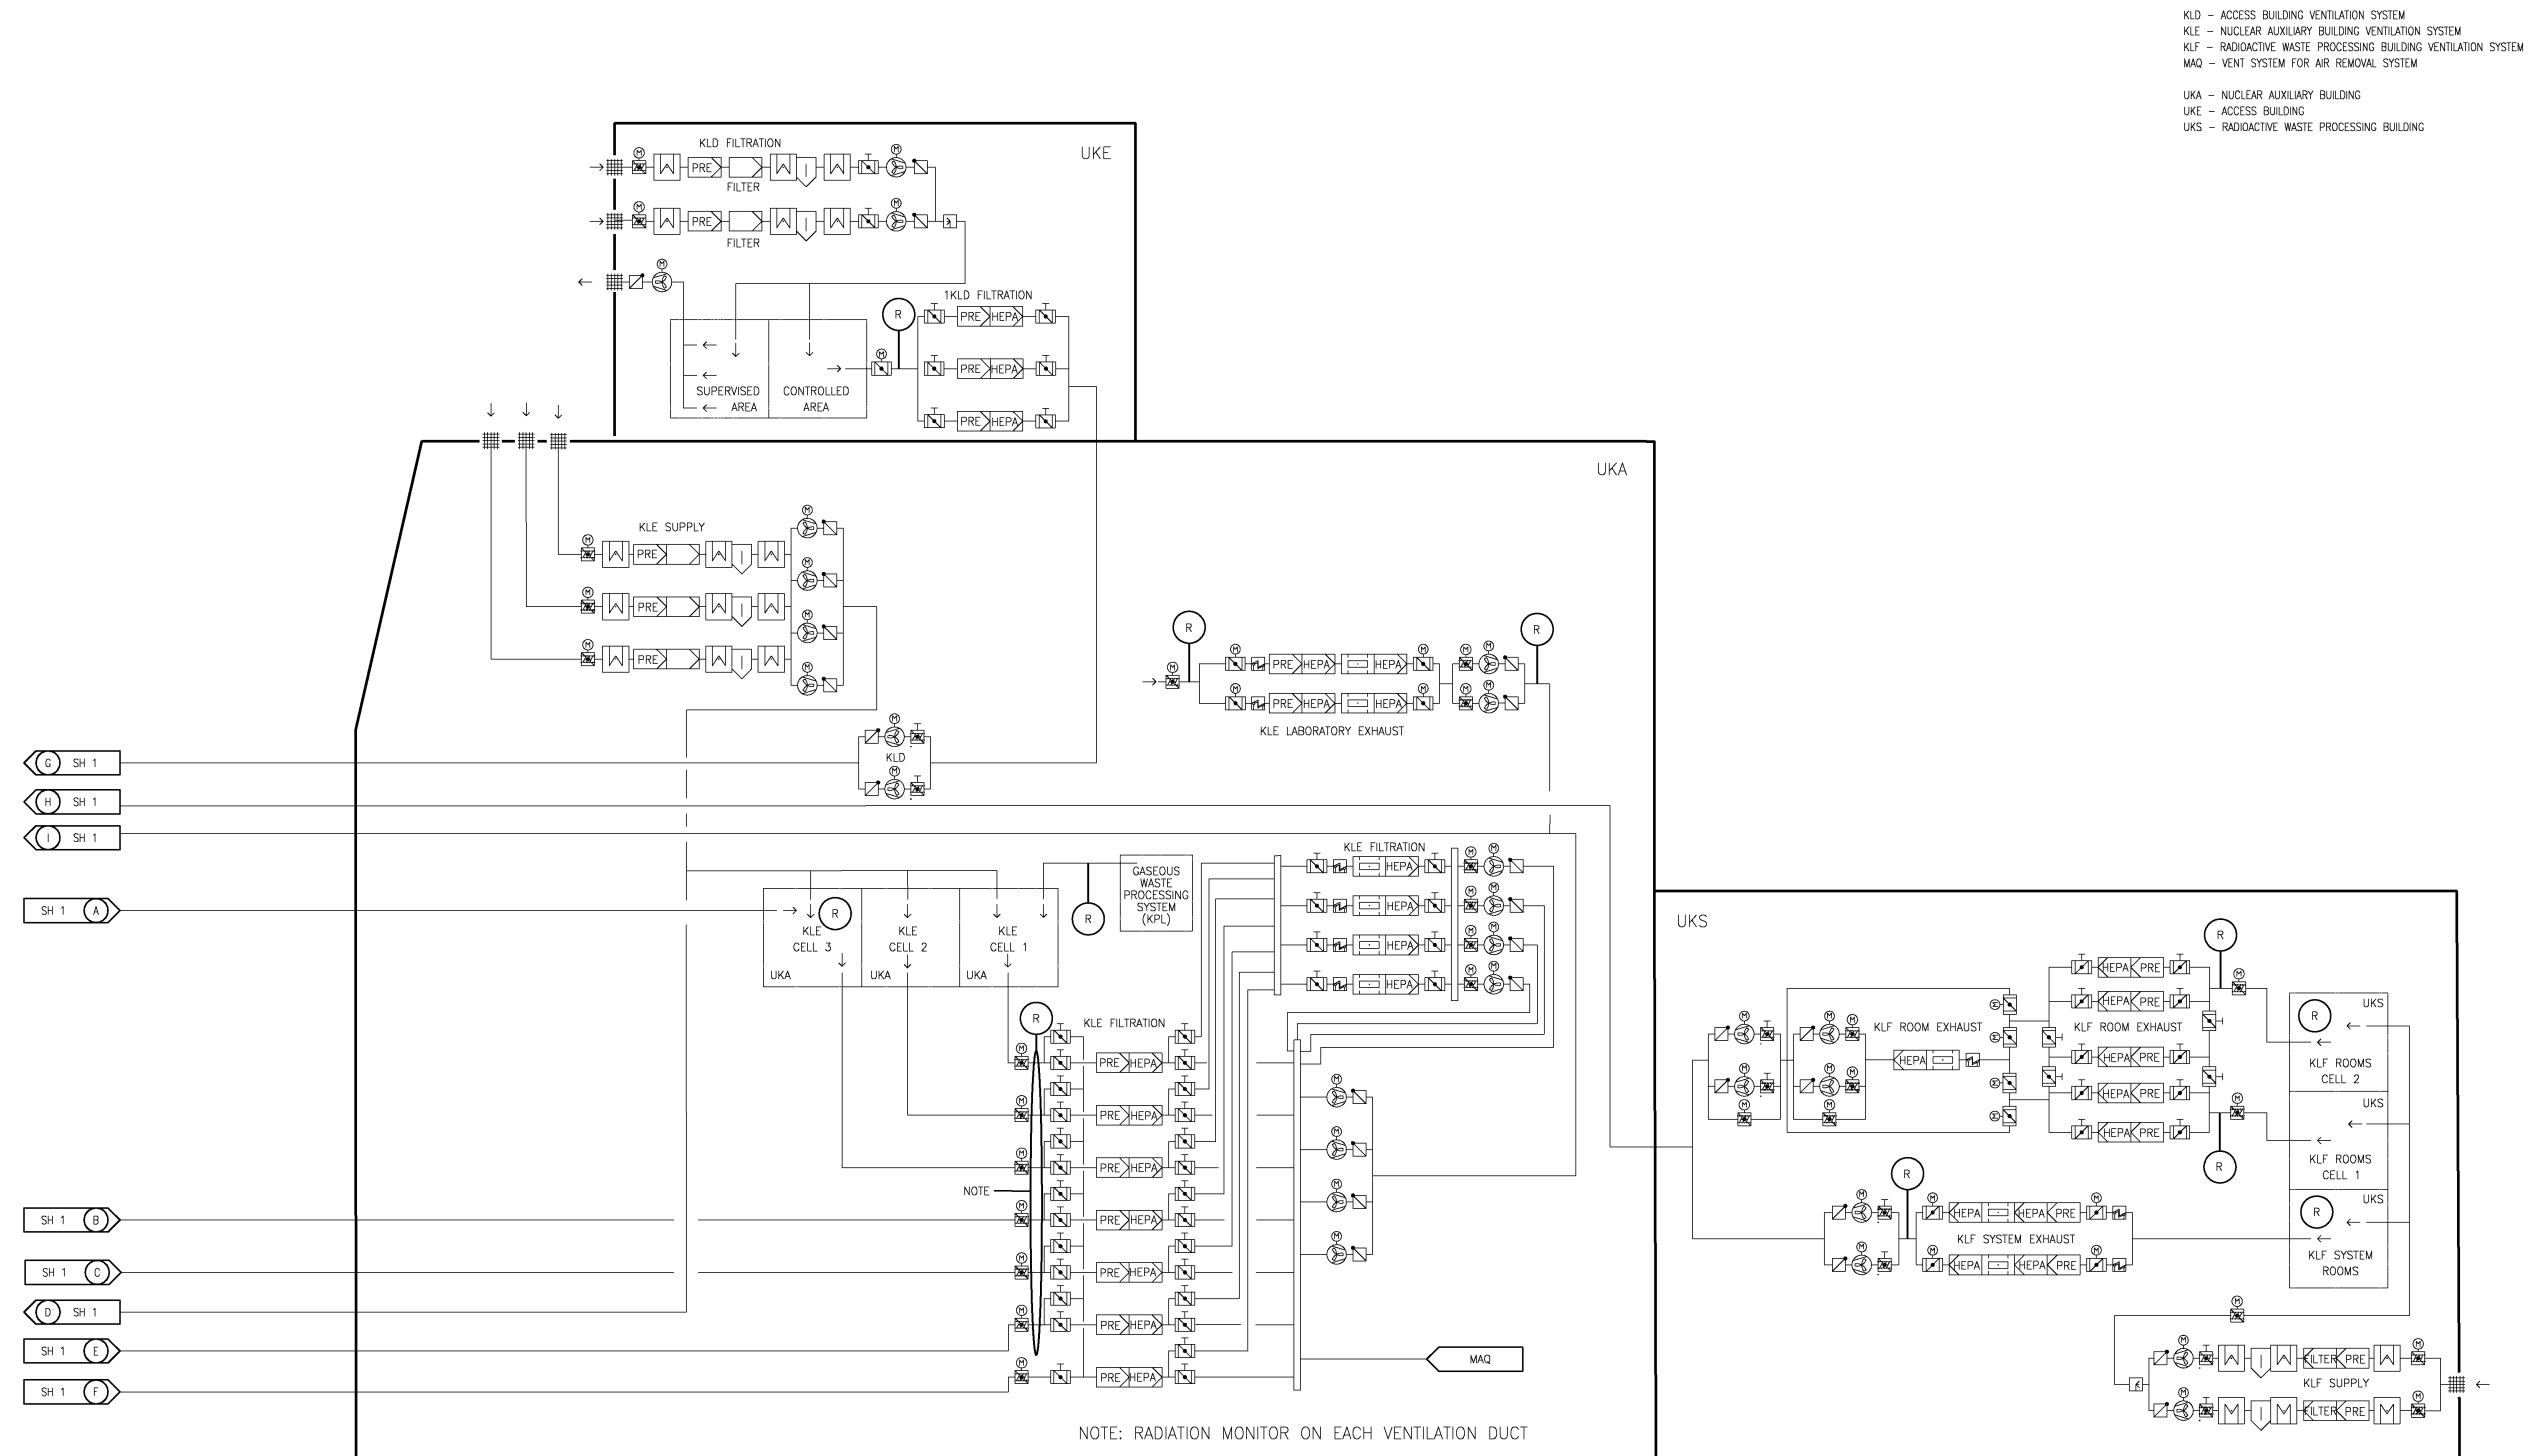 KLD – ACCESS BUILDING VENTILATION SYSTEM
KLE – NUCLEAR AUXILIARY BUILDING VENTILATION SYSTEM
KLF – RADIOACTIVE WASTE PROCESSING BUILDING VENTILATION SYSTEM
MAQ – VENT SYSTEM FOR AIR REMOVAL SYSTEM
UKA – NUCLEAR AUXILIARY BUILDING
UKE – ACCESS BUILDING
UKS – RADIOACTIVE WASTE PROCESSING BUILDING
UKE
KLD FILTRATION
M M
PRE
FILTER
M M
PRE
FILTER
M
1KLD FILTRATION
R
PRE HEPA
M
PRE HEPA
PRE HEPA
SUPERVISED
AREA
CONTROLLED
AREA
UKA
KLE SUPPLY
M
M
PRE
M
M
PRE
M
M
PRE
M
R R
M
M PRE HEPA HEPA M M M
M PRE HEPA HEPA M M M
KLE LABORATORY EXHAUST
M
KLD
M
G SH 1
H SH 1
I SH 1
SH 1 A
R
KLE
CELL 3
UKA
KLE
CELL 2
UKA
KLE
CELL 1
UKA
R
GASEOUS
WASTE
PROCESSING
SYSTEM
(KPL)
KLE FILTRATION
HEPA M M
HEPA M M
HEPA M M
HEPA M M
R
KLE FILTRATION
M PRE HEPA
M PRE HEPA
M PRE HEPA
NOTE
M PRE HEPA
M PRE HEPA
M PRE HEPA
M PRE HEPA
M
M
M
M
MAQ
SH 1 B
SH 1 C
D SH 1
SH 1 E
SH 1 F
UKS
M M
M M
M M
KLF ROOM EXHAUST
HEPA
M
M
M
M
KLF ROOM EXHAUST
HEPA PRE
HEPA PRE
HEPA PRE
HEPA PRE
HEPA PRE
R
M
M
R
UKS
R
KLF ROOMS
CELL 2
UKS
KLF ROOMS
CELL 1
UKS
R
KLF SYSTEM
ROOMS
R
M M HEPA HEPA PRE M
KLF SYSTEM EXHAUST
M M HEPA HEPA PRE M
M
M FILTER PRE M
KLF SUPPLY
M FILTER PRE M
NOTE: RADIATION MONITOR ON EACH VENTILATION DUCT